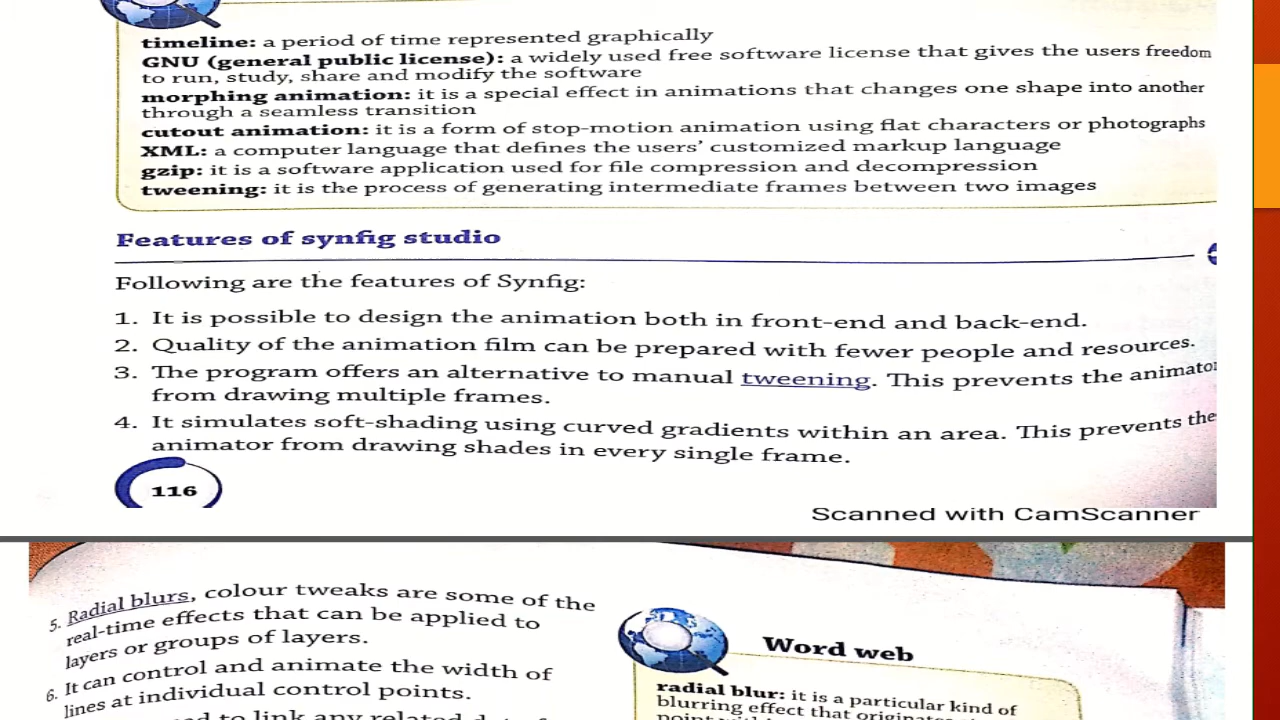 timeline: a period of time represented graphically
GNU (general public license): a widely used free software license that gives the users freedom
to run, study, share and modify the software
morphing animation: it is a special effect in animations that changes one shape into another
through a seamless transition
cutout animation: it is a form of stop-motion animation using flat characters or photographs
XML: a computer language that defines the users' customized markup language
gzip: it is a software application used for file compression and decompression
tweening: it is the process of generating intermediate frames between two images
Features of synfig studio
Following are the features of Synfig:
1. It is possible to design the animation both in front-end and back-end.
2. Quality of the animation film can be prepared with fewer people and resources.
3. The program offers an alternative to manual tweening. This prevents the animator
from drawing multiple frames.
4. It simulates soft-shading using curved gradients within an area. This prevents the
animator from drawing shades in every single frame.
116
Scanned with CamScanner
5. Radial blurs, colour tweaks are some of the
real-time effects that can be applied to
layers or groups of layers.
6. It can control and animate the width of
lines at individual control points.
to link any related
Word web
radial blur: it is a particular kind of
blurring effect that
point